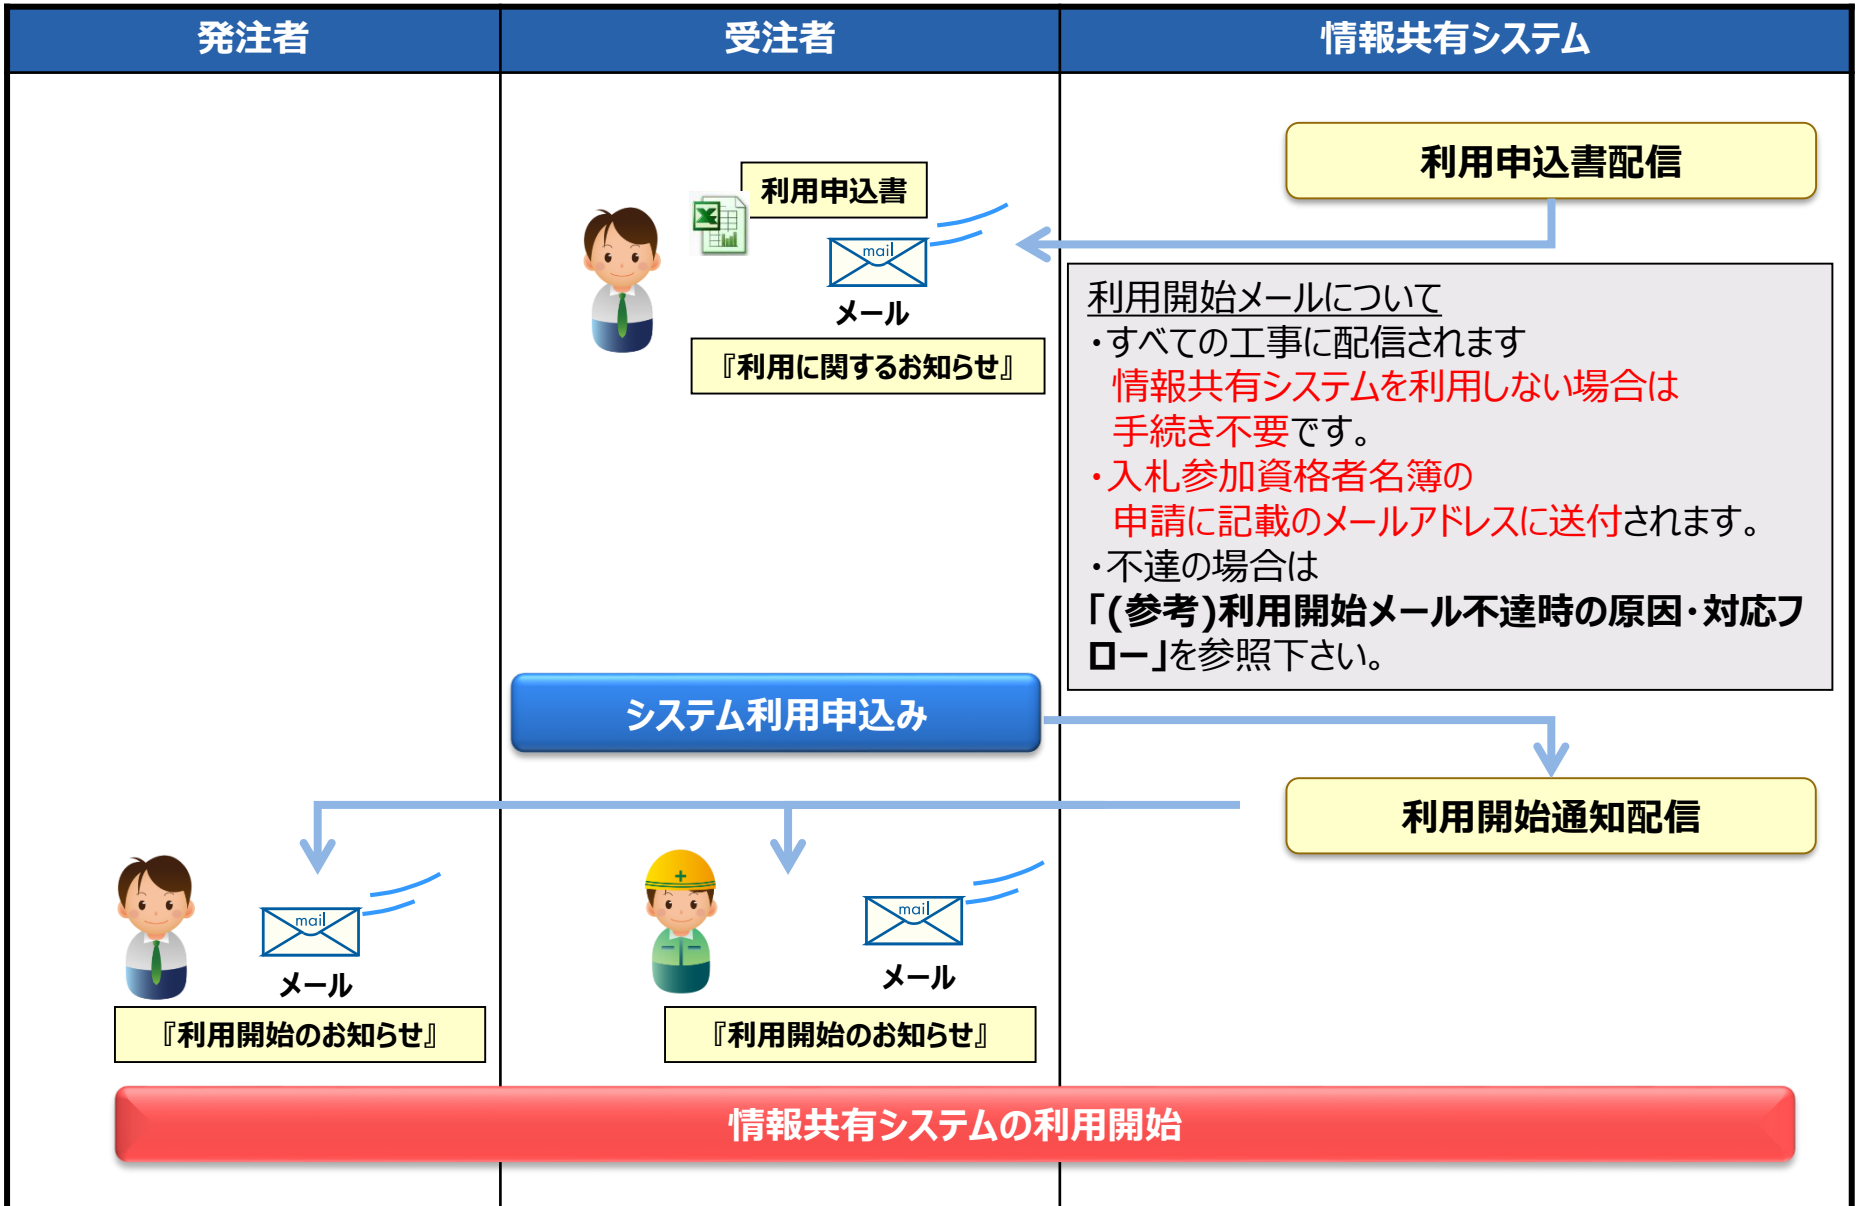 発注者
受注者
情報共有システム
利用申込書配信
利用申込書
mail
メール
『利用に関するお知らせ』
利用開始メールについて
・すべての工事に配信されます
情報共有システムを利用しない場合は
手続き不要です。
・入札参加資格者名簿の
申請に記載のメールアドレスに送付されます。
・不達の場合は
「(参考)利用開始メール不達時の原因・対応フ
ロー」を参照下さい。
システム利用申込み
利用開始通知配信
mail
メール
『利用開始のお知らせ』
mail
メール
『利用開始のお知らせ』
情報共有システムの利用開始